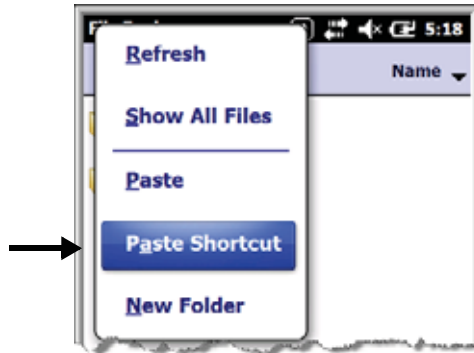 5:18
Name
Refresh
Show All Files
Paste
Paste Shortcut
New Folder